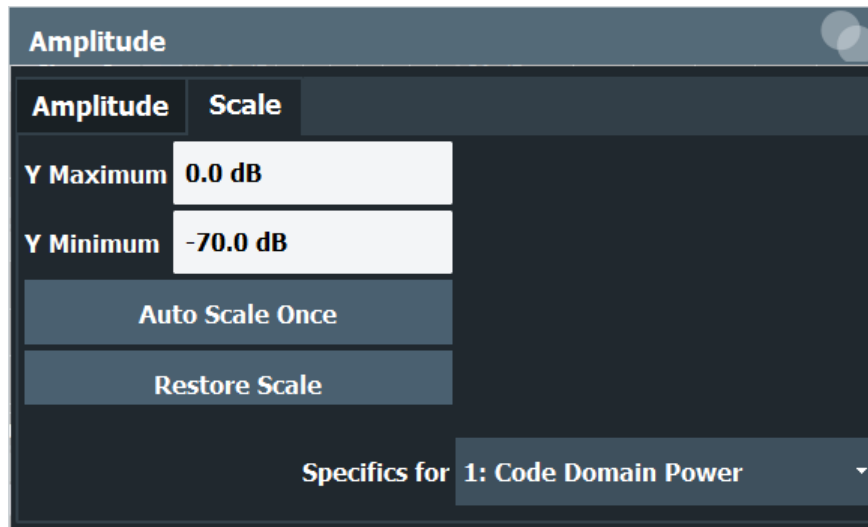 Amplitude
Amplitude Scale
Y Maximum 0.0 dB
Y Minimum -70.0 dB
Auto Scale Once
Restore Scale
Specifics for 1: Code Domain Power